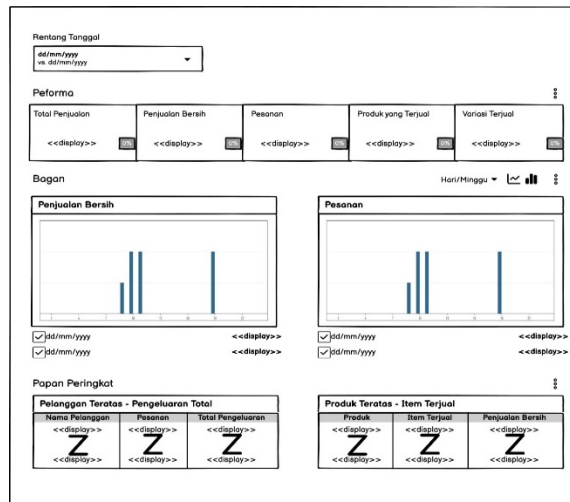 Rentang Tanggal
dd/mm/yyyy
vs. dd/mm/yyyy
Peforma
Total Penjualan
<<display>>
0%
Penjualan Bersih
<<display>>
0%
Pesanan
<<display>>
0%
Produk yang Terjual
<<display>>
0%
Variasi Terjual
<<display>>
0%
Bagan
Hari/Minggu
Penjualan Bersih
dd/mm/yyyy <<display>>
dd/mm/yyyy <<display>>
Pesanan
dd/mm/yyyy <<display>>
dd/mm/yyyy <<display>>
Papan Peringkat
Pelanggan Teratas - Pengeluaran Total
Nama Pelanggan Pesanan Total Pengeluaran
<<display>> <<display>> <<display>>
Z Z Z
<<display>> <<display>> <<display>>
Produk Teratas - Item Terjual
Produk Item Terjual Penjualan Bersih
<<display>> <<display>> <<display>>
Z Z Z
<<display>> <<display>> <<display>>